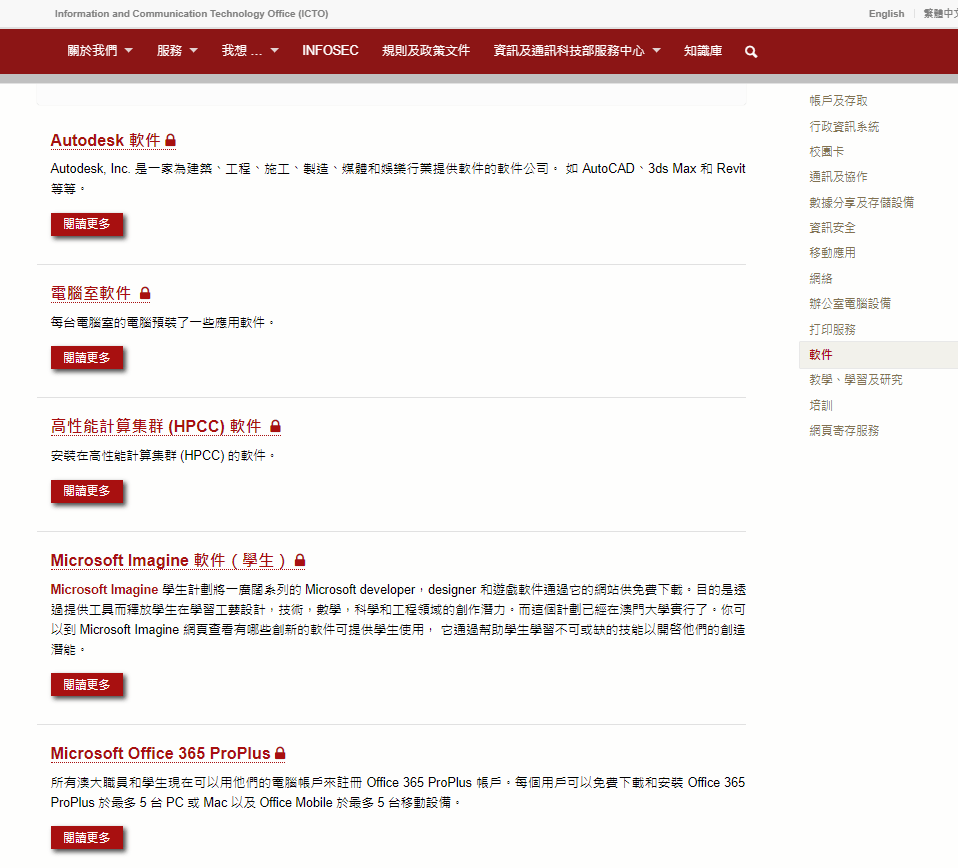 Information and Communication Technology Office (ICTO)
English 繁體中文
關於我們 服務 我想 ... INFOSEC 規則及政策文件 資訊及通訊科技部服務中心 知識庫
Autodesk 軟件
Autodesk, Inc. 是一家為建築、工程、施工、製造、媒體和娛樂行業提供軟件的軟件公司。 如 AutoCAD、3ds Max 和 Revit
等等。
閱讀更多
電腦室軟件
每台電腦室的電腦預裝了一些應用軟件。
閱讀更多
高性能計算集群 (HPCC) 軟件
安裝在高性能計算集群 (HPCC) 的軟件。
閱讀更多
Microsoft Imagine 軟件 ( 學生 )
Microsoft Imagine 學生計劃將一廣闊系列的 Microsoft developer，designer 和遊戲軟件通過它的網站供免費下載。目的是透
過提供工具而釋放學生在學習工藝設計，技術，數學，科學和工程領域的創作潛力。而這個計劃已經在澳門大學實行了。你可
以到 Microsoft Imagine 網頁查看有哪些創新的軟件可提供學生使用， 它通過幫助學生學習不可或缺的技能以開啓他們的創造
潛能。
閱讀更多
Microsoft Office 365 ProPlus
所有澳大職員和學生現在可以用他們的電腦帳戶來註冊 Office 365 ProPlus 帳戶。每個用戶可以免費下載和安裝 Office 365
ProPlus 於最多 5 台 PC 或 Mac 以及 Office Mobile 於最多 5 台移動設備。
閱讀更多
帳戶及存取
行政資訊系統
校園卡
通訊及協作
數據分享及存儲設備
資訊安全
移動應用
網絡
辦公室電腦設備
打印服務
軟件
教學、學習及研究
培訓
網頁寄存服務